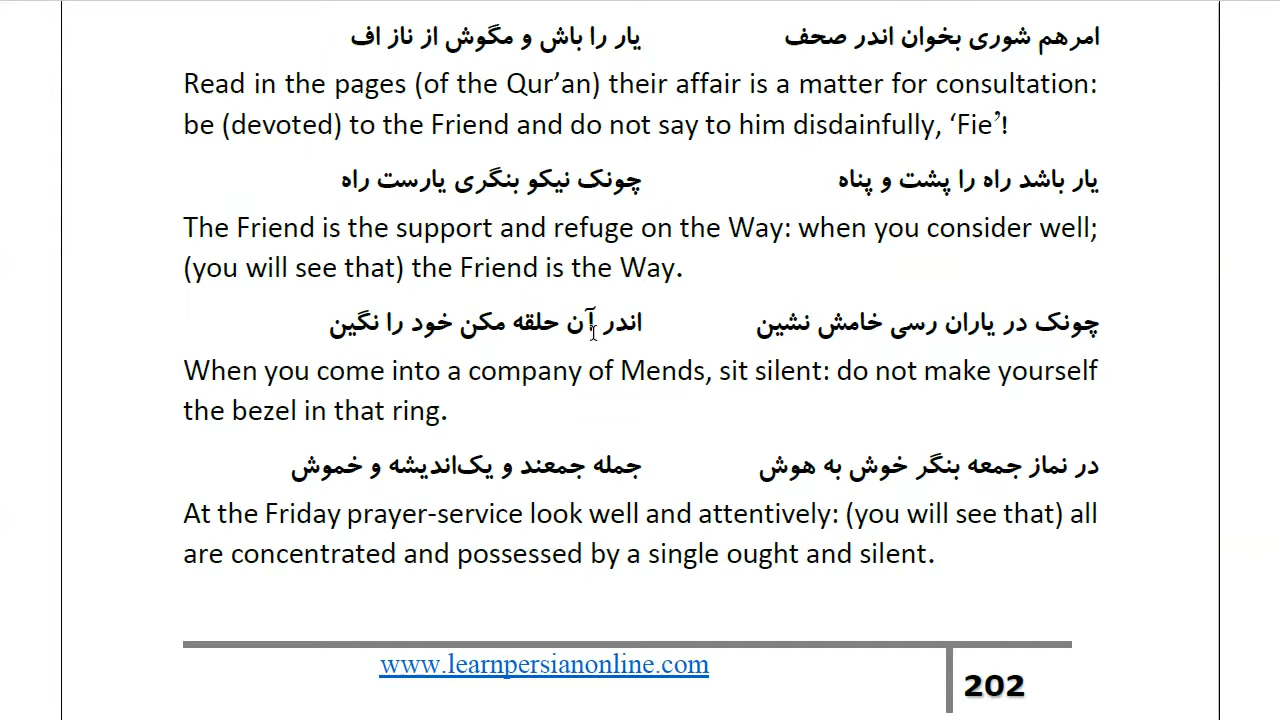 امرهم شوری بخوان اندر صحف یار را باش و مگوش از ناز اف
Read in the pages (of the Qur’an) their affair is a matter for consultation:
be (devoted) to the Friend and do not say to him disdainfully, ‘Fie’!
یار باشد راه را پشت و پناه چونک نیکو بنگری یارست راه
The Friend is the support and refuge on the Way: when you consider well;
(you will see that) the Friend is the Way.
چونک در یاران رسی خامش نشین اندر آن حلقه مکن خود را نگین
When you come into a company of Mends, sit silent: do not make yourself
the bezel in that ring.
در نماز جمعه بنگر خوش به هوش جمله جمعند و یک‌اندیشه و خموش
At the Friday prayer-service look well and attentively: (you will see that) all
are concentrated and possessed by a single ought and silent.
www.learnpersianonline.com
202